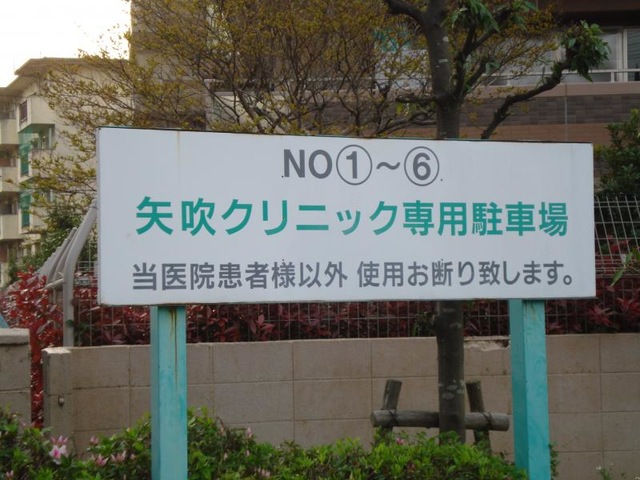 NO①～⑥
矢吹クリニック専用駐車場
当医院患者様以外 使用お断り致します。